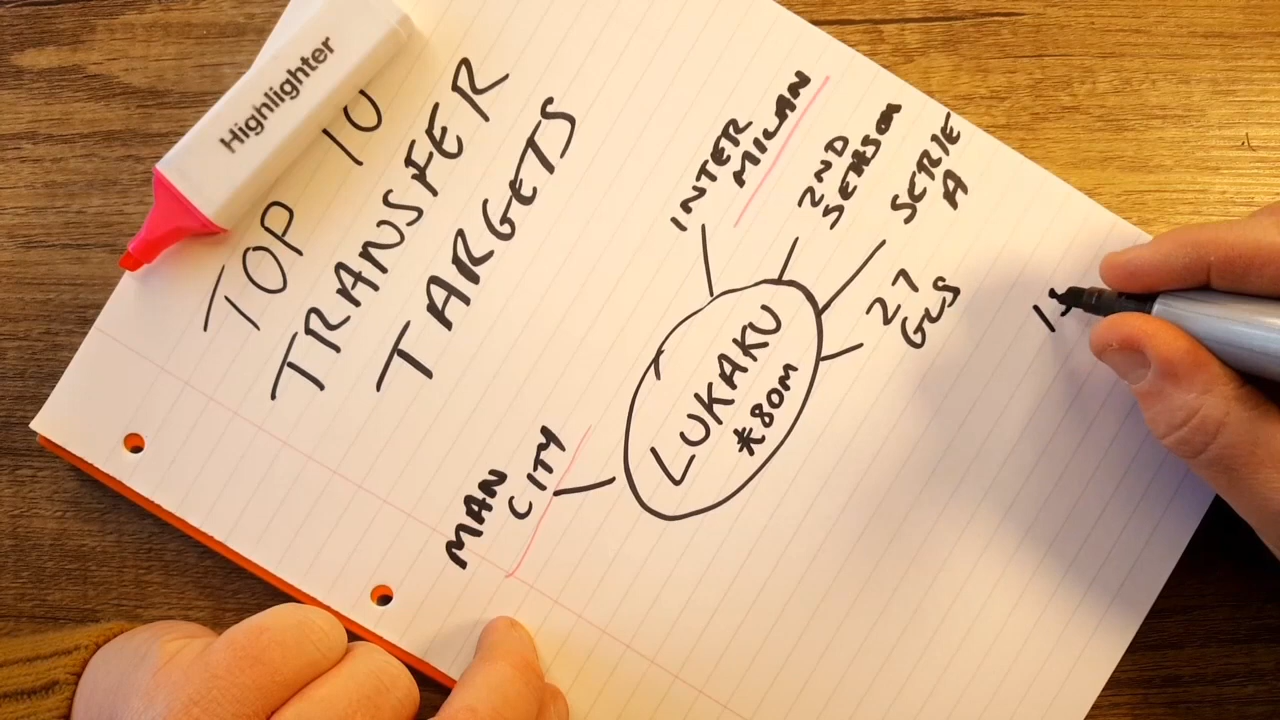 Highlighter
TOP 10
TRANSFER
TARGETS
INTER
MILAN
2ND
SEASON
SERIE
A
27
GLS
LUKAKU
*80m
MAN
CITY